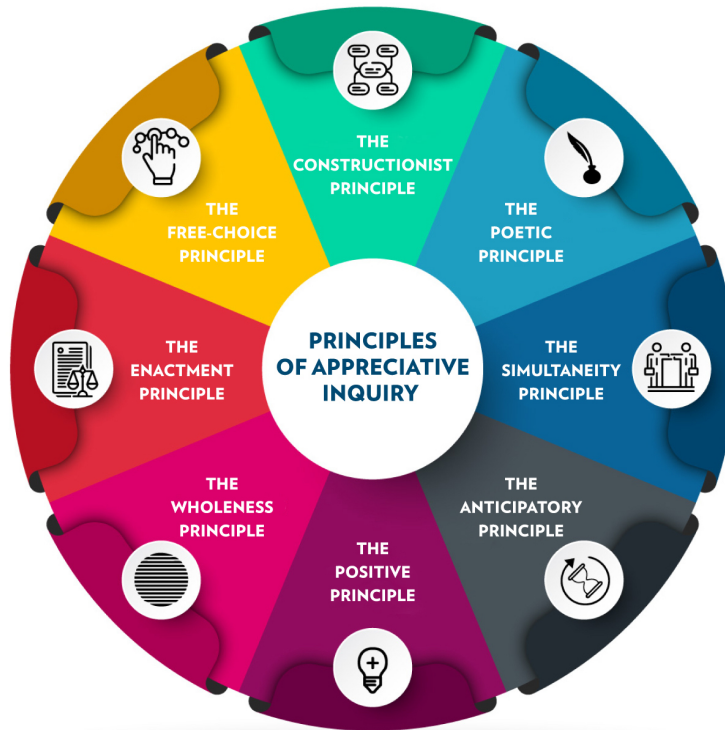 PRINCIPLES
OF APPRECIATIVE
INQUIRY
THE
CONSTRUCTIONIST
PRINCIPLE
THE
POETIC
PRINCIPLE
THE
SIMULTANEITY
PRINCIPLE
THE
ANTICIPATORY
PRINCIPLE
THE
POSITIVE
PRINCIPLE
THE
WHOLENESS
PRINCIPLE
THE
ENACTMENT
PRINCIPLE
THE
FREE-CHOICE
PRINCIPLE